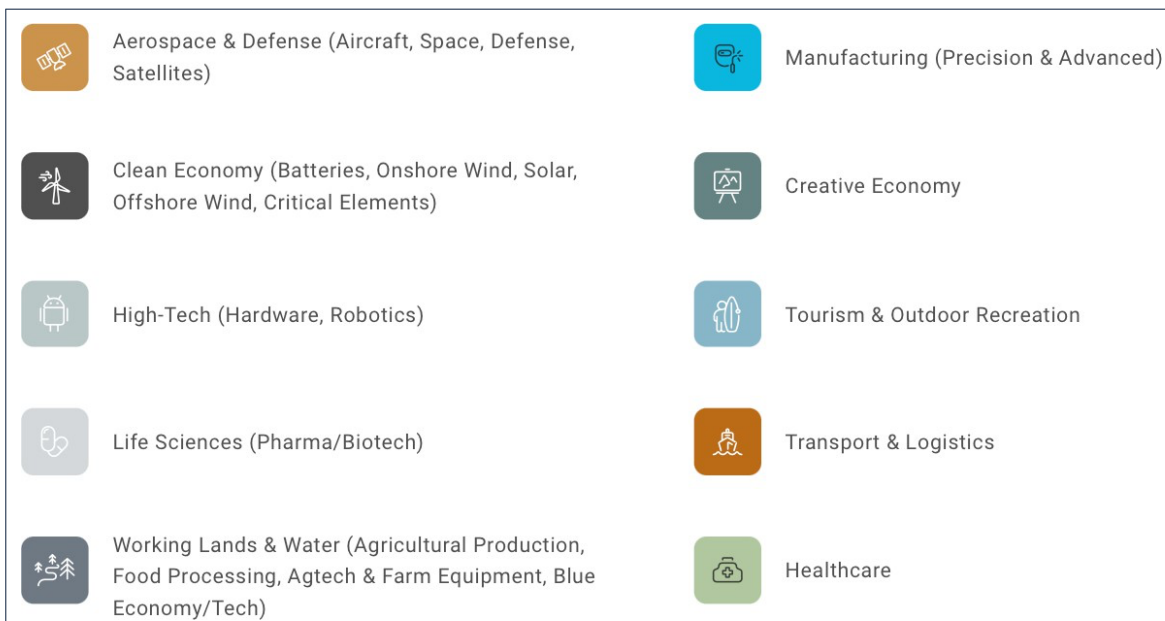 Aerospace & Defense (Aircraft, Space, Defense,
Satellites)
Manufacturing (Precision & Advanced)
Clean Economy (Batteries, Onshore Wind, Solar,
Offshore Wind, Critical Elements)
Creative Economy
High-Tech (Hardware, Robotics)
Tourism & Outdoor Recreation
Life Sciences (Pharma/Biotech)
Transport & Logistics
Working Lands & Water (Agricultural Production,
Food Processing, Agtech & Farm Equipment, Blue
Economy/Tech)
Healthcare